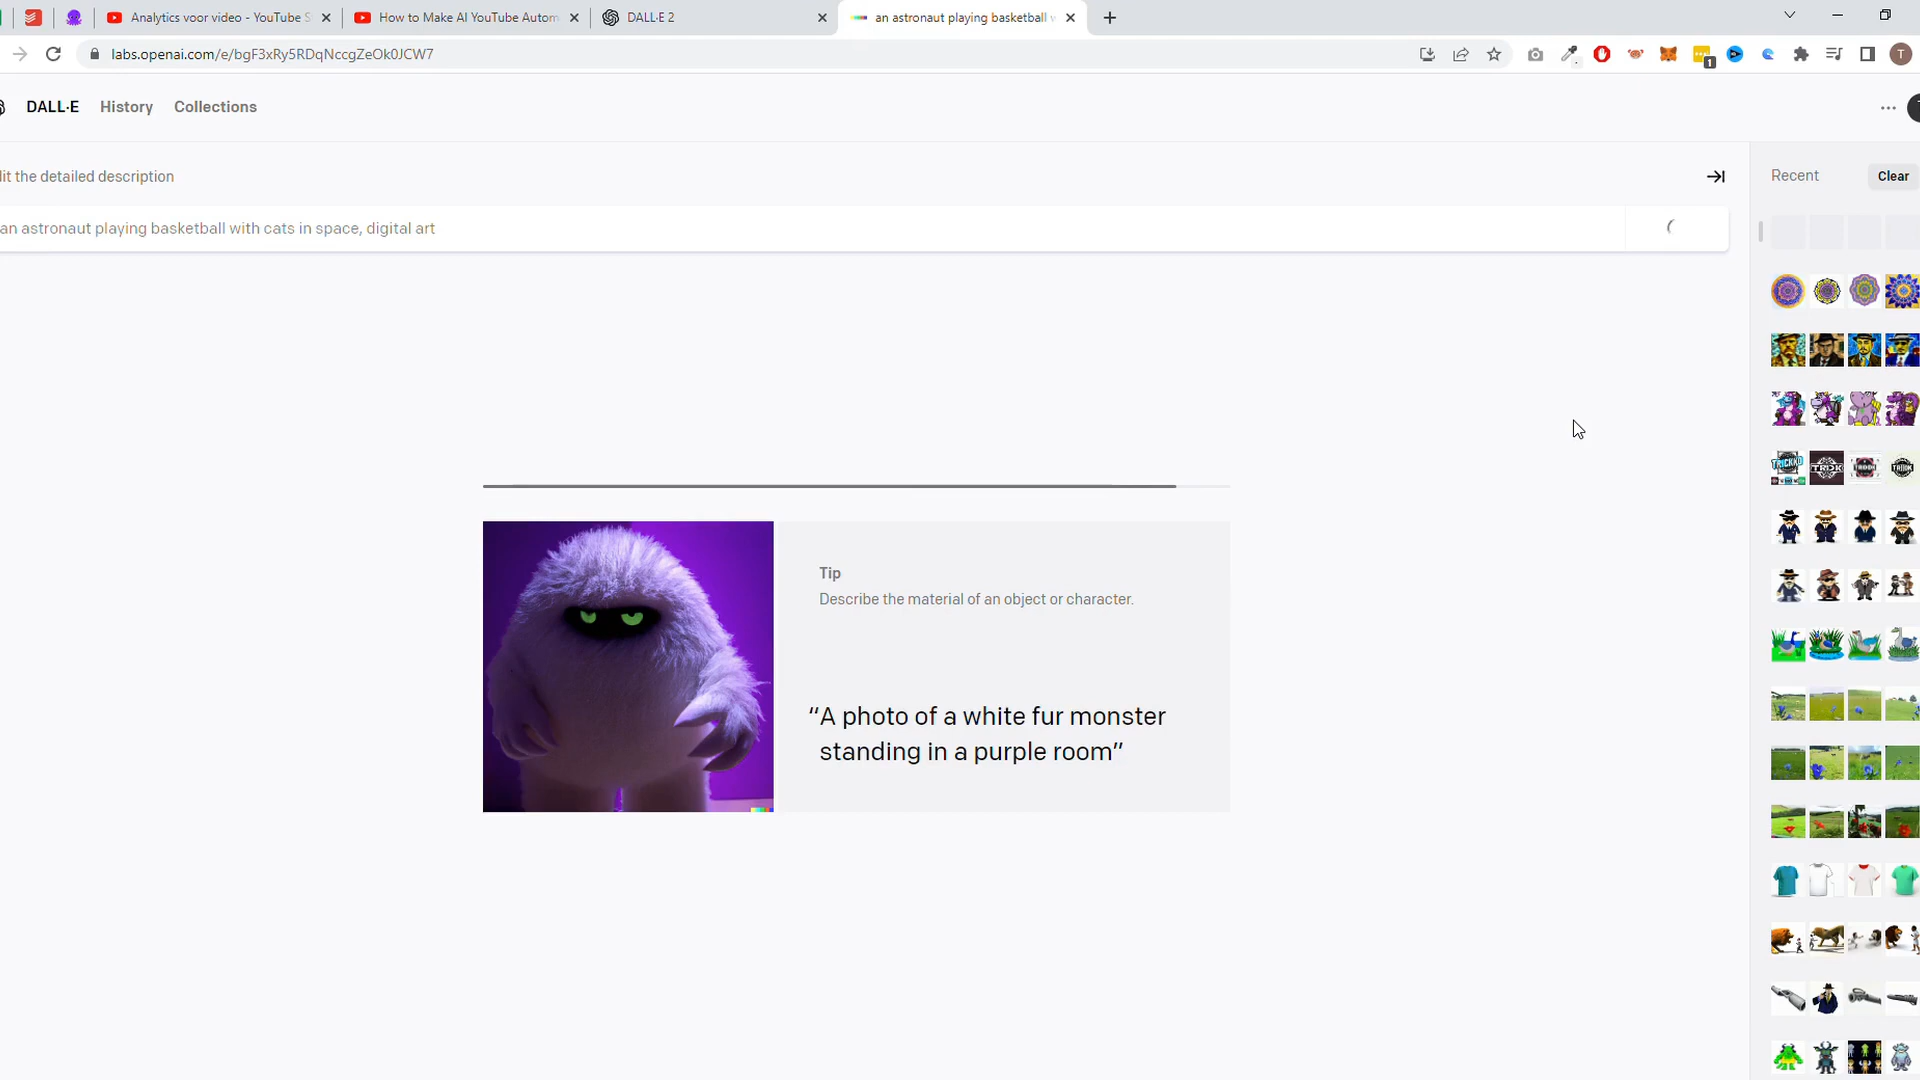 Analytics voor video - YouTube S
How to Make AI YouTube Autom
DALL·E 2
an astronaut playing basketball w
labs.openai.com/e/bgF3xRy5RDqNccgZeOk0JCW7
1
T
DALL·E
History
Collections
lit the detailed description
Recent
Clear
an astronaut playing basketball with cats in space, digital art
Tip
Describe the material of an object or character.
“A photo of a white fur monster
standing in a purple room”